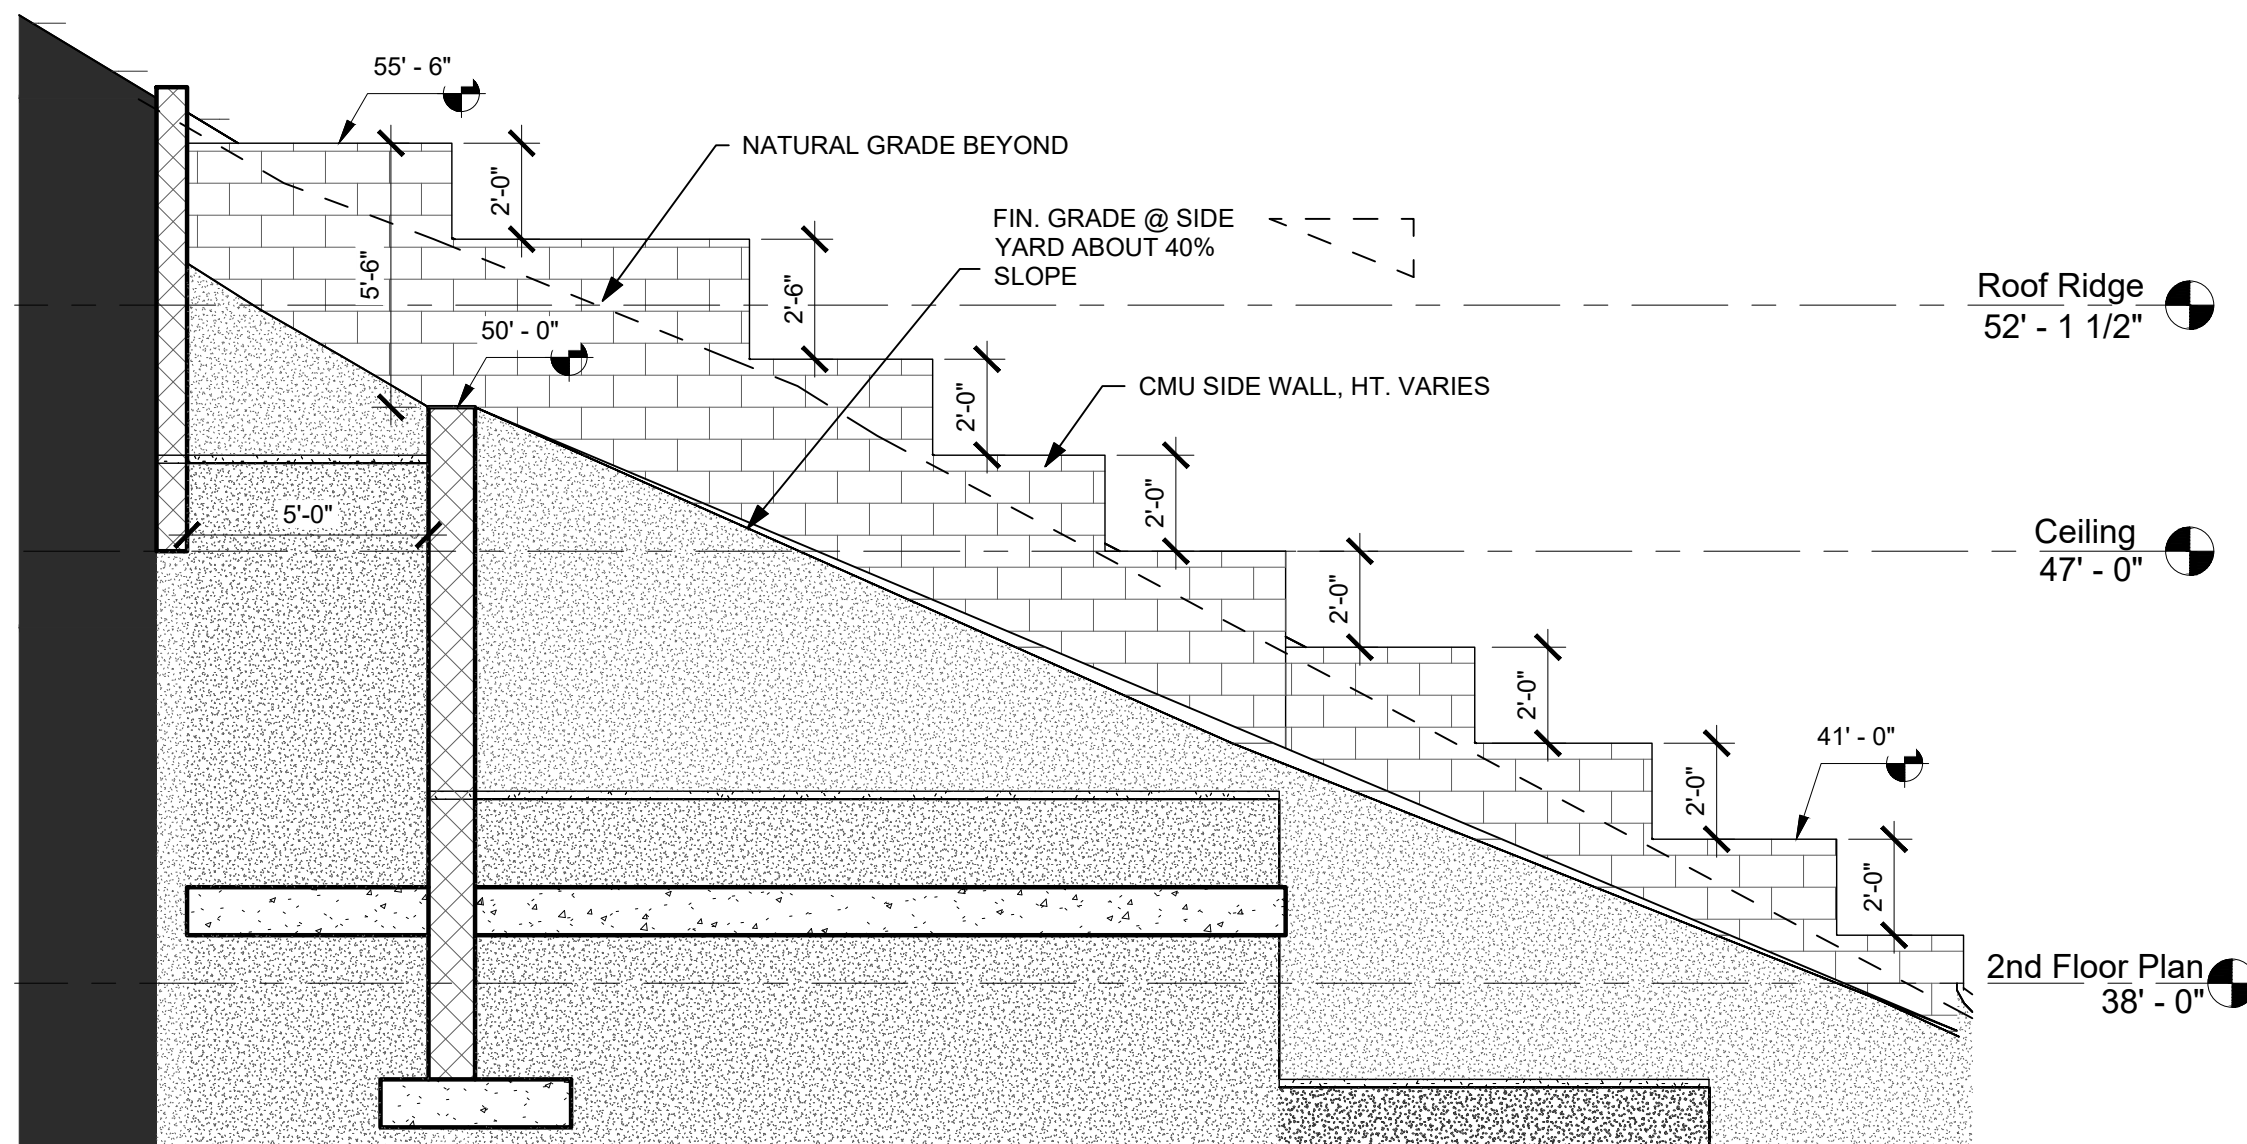 55' - 6"
NATURAL GRADE BEYOND
2'-0"
FIN. GRADE @ SIDE
YARD ABOUT 40%
SLOPE
5'-6"
2'-6"
Roof Ridge
52' - 1 1/2"
50' - 0"
CMU SIDE WALL, HT. VARIES
2'-0"
2'-0"
5'-0"
Ceiling
47' - 0"
2'-0"
2'-0"
41' - 0"
2'-0"
2'-0"
2nd Floor Plan
38' - 0"